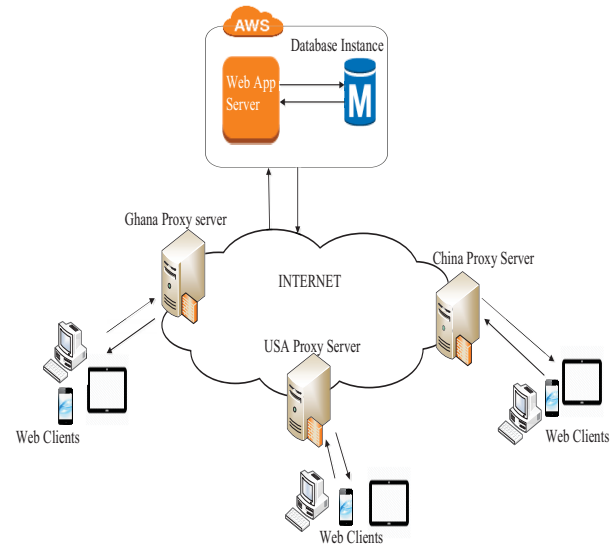 AWS
Database Instance
Web App
Server
M
Ghana Proxy server
China Proxy Server
INTERNET
USA Proxy Server
Web Clients
Web Clients
Web Clients